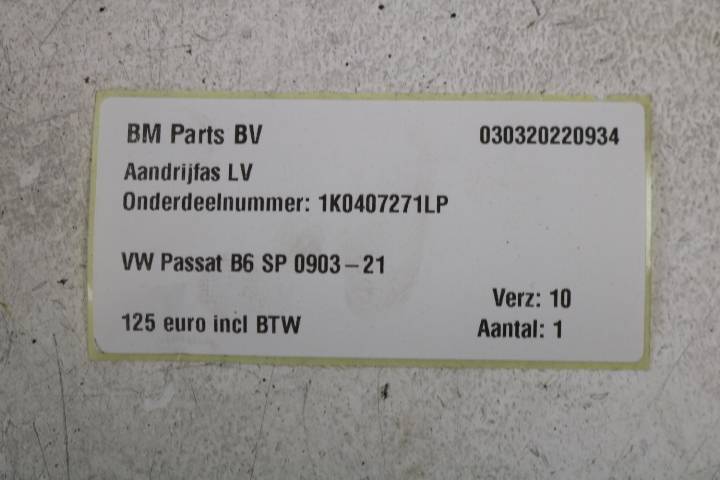 BM Parts BV 030320220934
Aandrijfas LV
Onderdeelnummer: 1K0407271LP
VW Passat B6 SP 0903-21
Verz: 10
125 euro incl BTW Aantal: 1